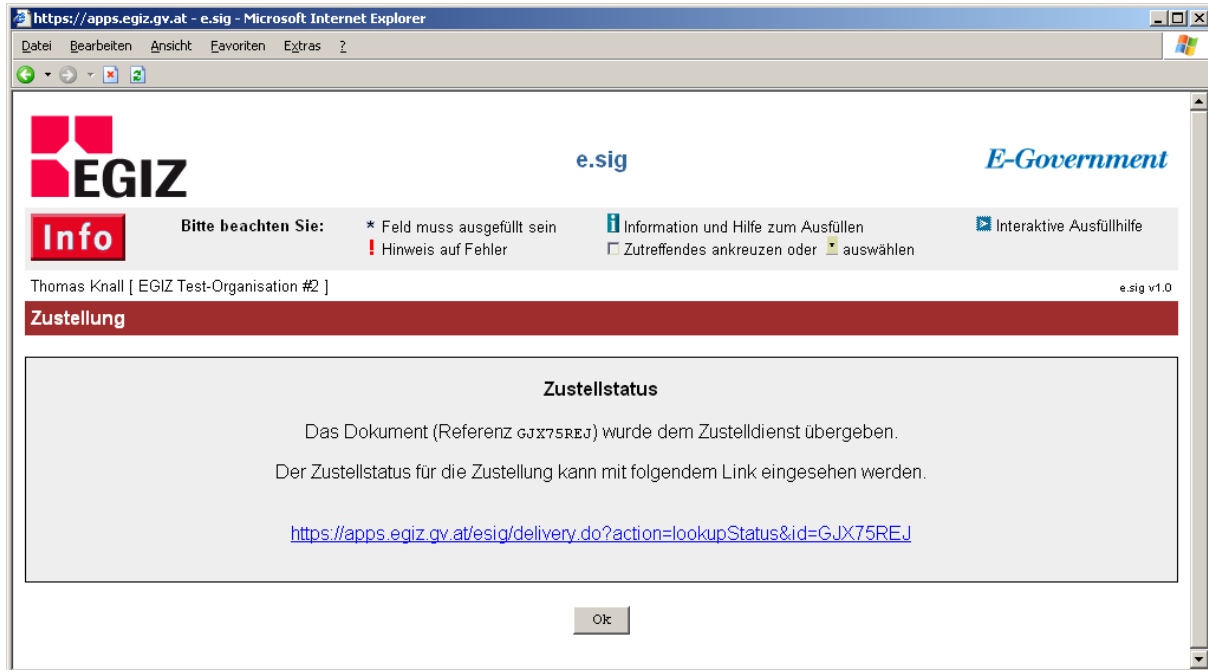 https://apps.egiz.gv.at - e.sig - Microsoft Internet Explorer
Datei Bearbeiten Ansicht Favoriten Extras ?
EGIZ
e.sig
E-Government
Info
Bitte beachten Sie:
* Feld muss ausgefüllt sein
! Hinweis auf Fehler
i Information und Hilfe zum Ausfüllen
Zutreffendes ankreuzen oder auswählen
Interaktive Ausfüllhilfe
Thomas Knall [ EGIZ Test-Organisation #2 ]
e.sig v1.0
Zustellung
Zustellstatus
Das Dokument (Referenz GJX75REJ) wurde dem Zustelldienst übergeben.
Der Zustellstatus für die Zustellung kann mit folgendem Link eingesehen werden.
https://apps.egiz.gv.at/esig/delivery.do?action=lookupStatus&id=GJX75REJ
Ok